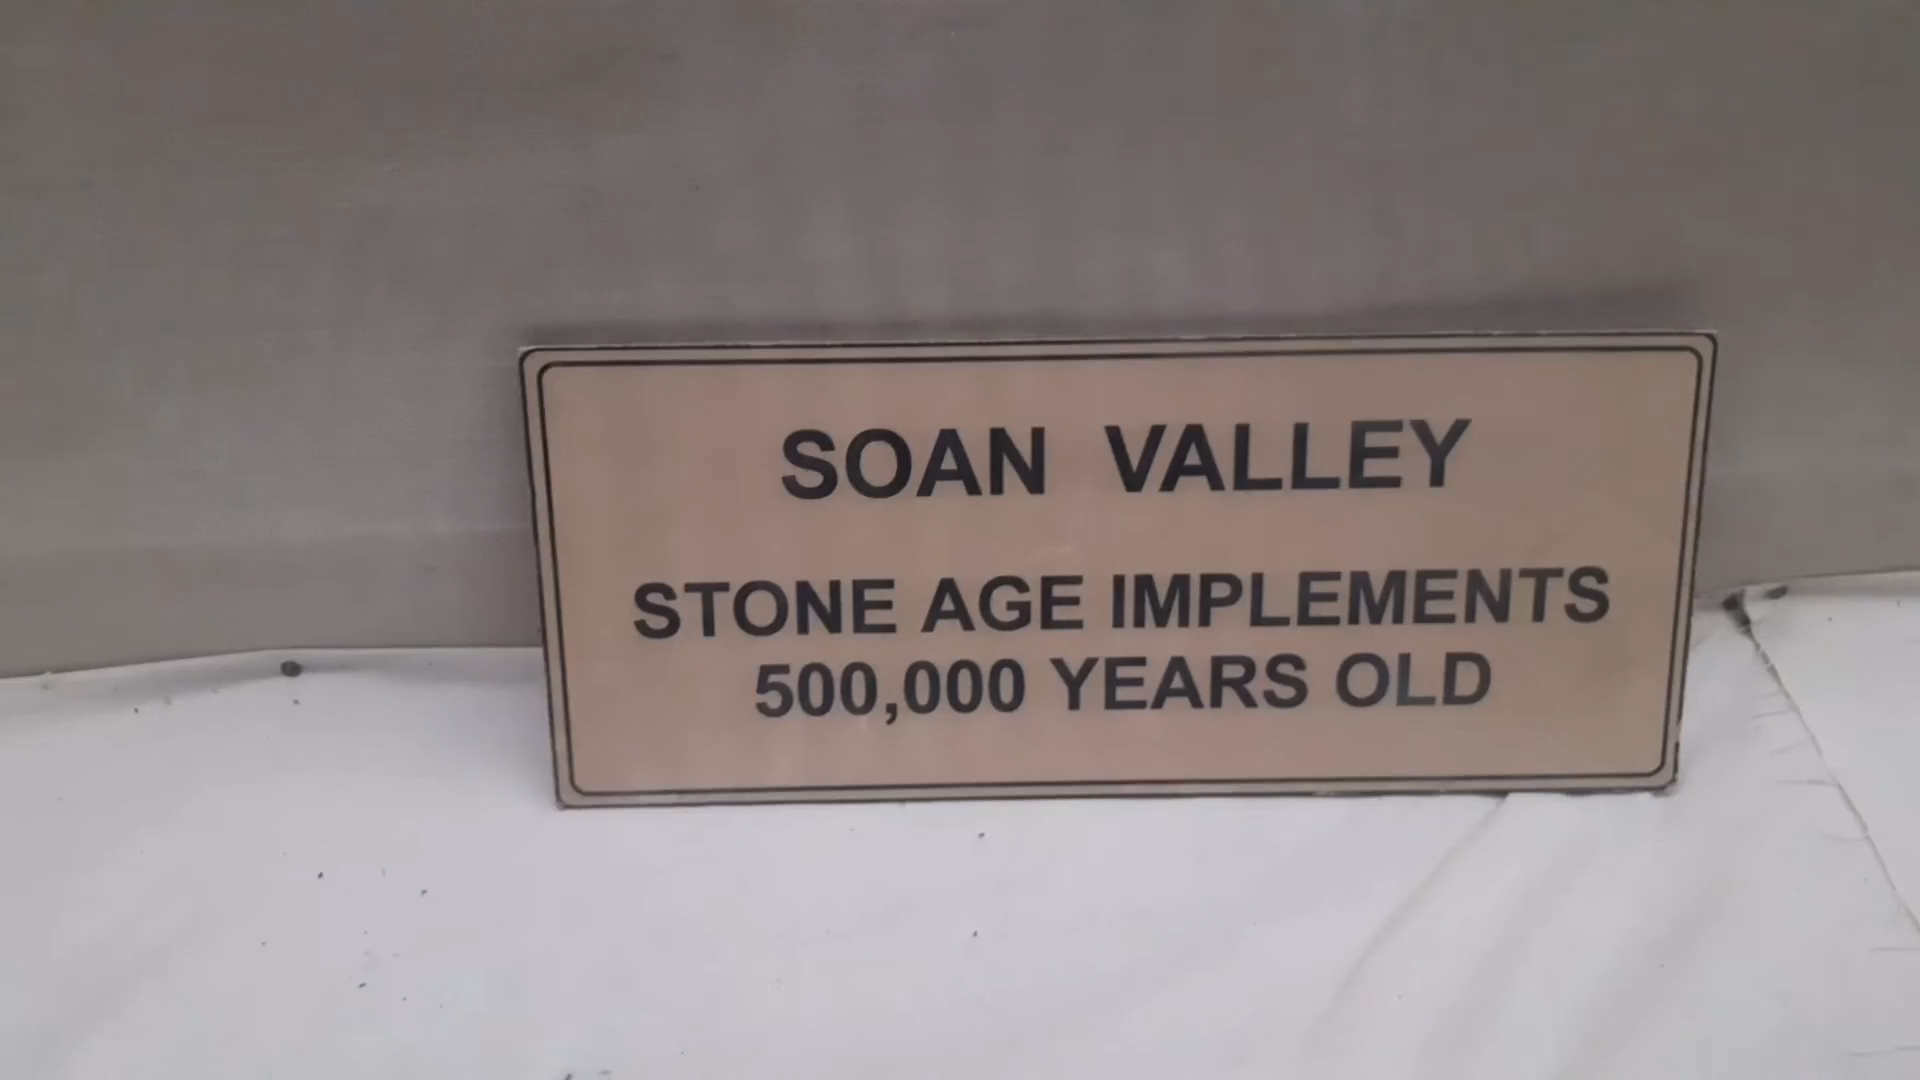 SOAN VALLEY
STONE AGE IMPLEMENTS
500,000 YEARS OLD